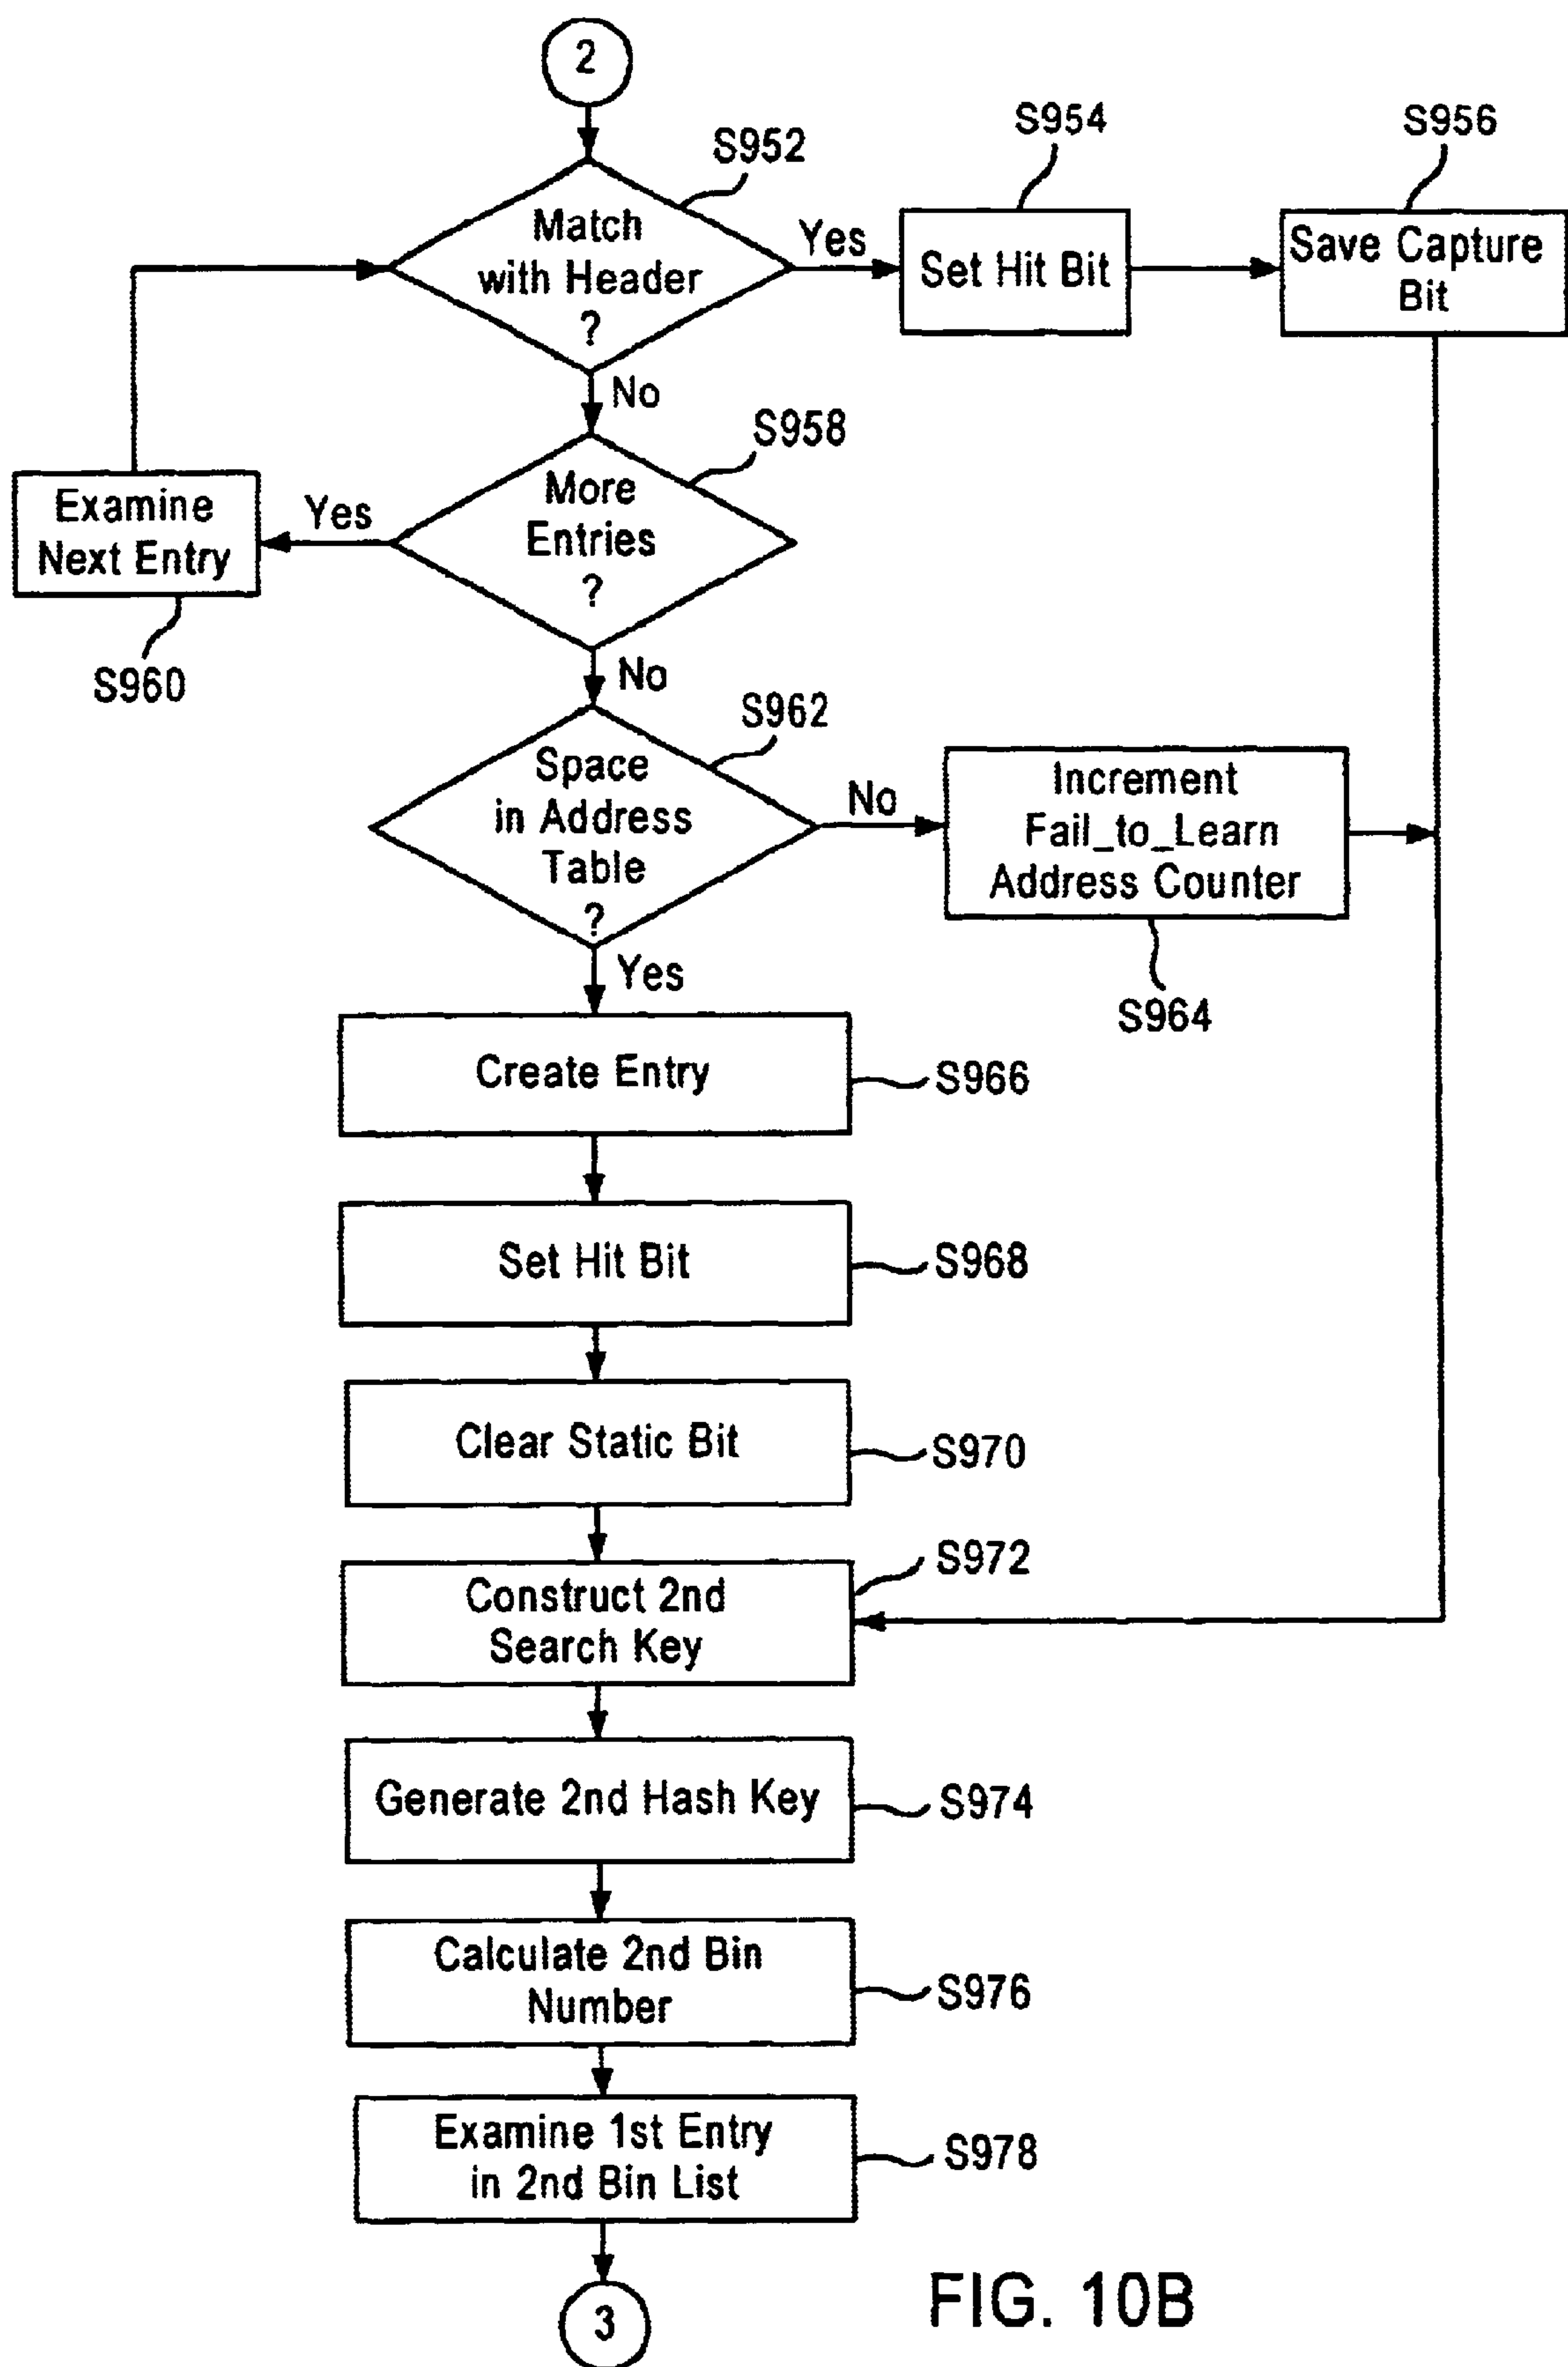 2
S952
S954
S956
Match
with Header
?
Yes
Set Hit Bit
Save Capture
Bit
No
S958
More
Entries
?
Yes
Examine
Next Entry
S960
No
S962
Space
in Address
Table
?
No
Increment
Fail_to_Learn
Address Counter
S964
Yes
Create Entry
S966
Set Hit Bit
S968
Clear Static Bit
S970
S972
Construct 2nd
Search Key
Generate 2nd Hash Key
S974
Calculate 2nd Bin
Number
S976
Examine 1st Entry
in 2nd Bin List
S978
3
FIG. 10B